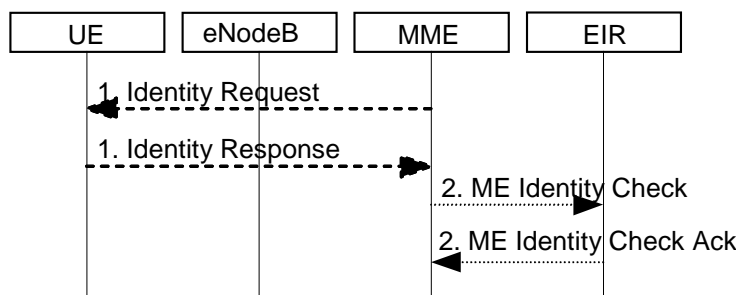 UE
eNodeB
MME
EIR
1. Identity Request
1. Identity Response
2. ME Identity Check
2. ME Identity Check Ack